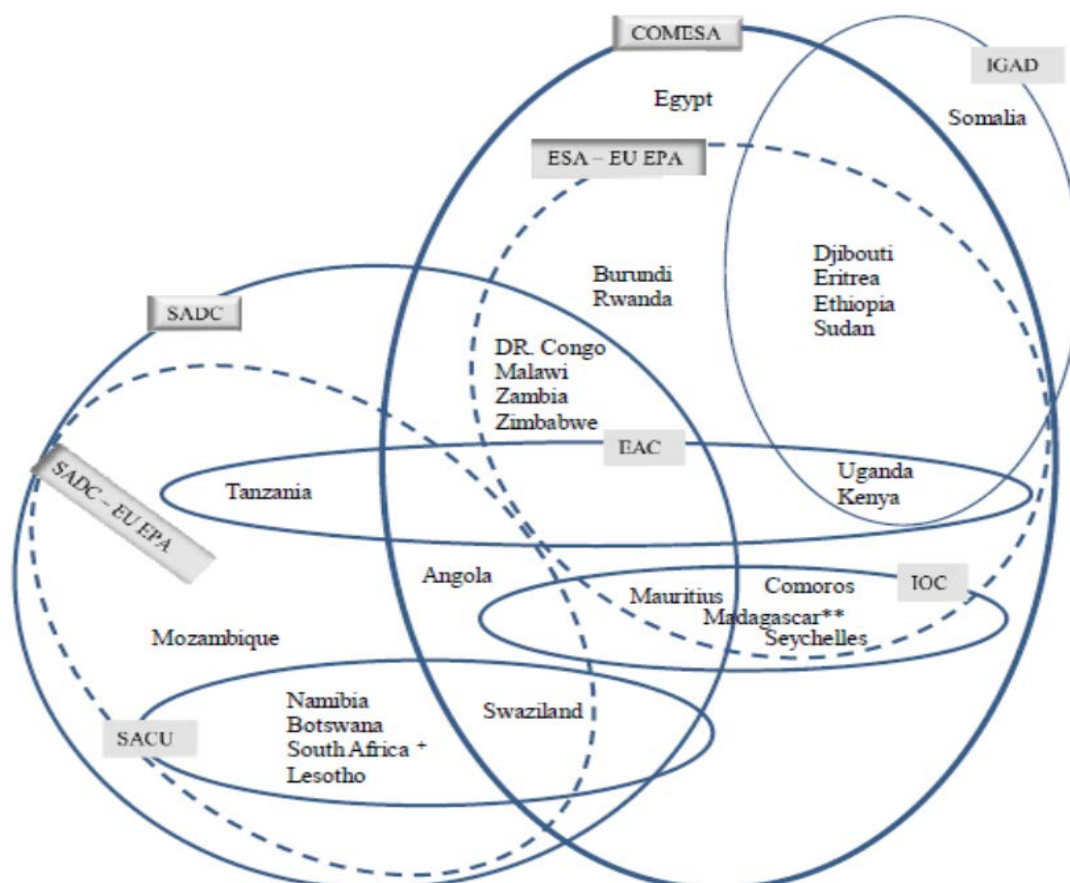 COMESA
IGAD
Egypt
Somalia
ESA – EU EPA
Djibouti
Eritrea
Ethiopia
Sudan
Burundi
Rwanda
SADC
DR. Congo
Malawi
Zambia
Zimbabwe
EAC
SADC – EU EPA
Tanzania
Uganda
Kenya
Angola
IOC
Comoros
Mauritius
Madagascar**
Seychelles
Mozambique
Namibia
Botswana
South Africa +
Lesotho
Swaziland
SACU